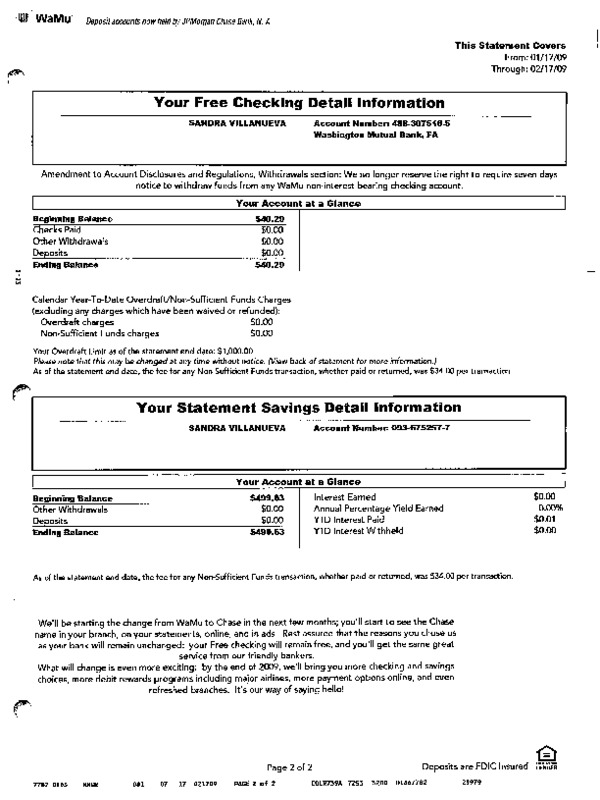 WaMu Deposit accounts now held by JPMorgan Chase Bank, N. A.
This Statement Covers
From: 01/17/09
Through: 02/17/09
Your Free Checking Detail Information
SANDRA VILLANUEVA Account Number: 488-307516-5
Washington Mutual Bank, FA
Amendment to Account Disclosures and Regulations, Withdrawals section: We no longer reserve the right to require seven days
notice to withdraw funds from any WaMu non-interest bearing checking account.
Your Account at a Glance
Beginning Balance $40.29
Checks Paid $0.00
Other Withdrawals $0.00
Deposits $0.00
Ending Balance $40.29
Calendar Year-To-Date Overdraft/Non-Sufficient Funds Charges
(excluding any charges which have been waived or refunded):
Overdraft charges $0.00
Non-Sufficient Funds charges $0.00
Your Overdraft Limit as of the statement end date: $1,000.00
Please note that this may be changed at any time without notice. (View back of statement for more information.)
As of the statement end date, the fee for any Non-Sufficient Funds transaction, whether paid or returned, was $34.00 per transaction.
Your Statement Savings Detail Information
SANDRA VILLANUEVA Account Number: 093-675257-7
Your Account at a Glance
Beginning Balance $499.63 Interest Earned $0.00
Other Withdrawals $0.00 Annual Percentage Yield Earned 0.00%
Deposits $0.00 YTD Interest Paid $0.01
Ending Balance $499.63 YTD Interest Withheld $0.00
As of the statement end date, the fee for any Non-Sufficient Funds transaction, whether paid or returned, was $34.00 per transaction.
We'll be starting the change from WaMu to Chase in the next few months; you'll start to see the Chase
name in your branch, on your statements, online, and in ads. Rest assured that the reasons you chose us
as your bank will remain unchanged: your Free Checking will remain free, and you'll get the same great
service from our friendly bankers.
What will change is even more exciting: by the end of 2009, we'll bring you more checking and savings
choices, more debit rewards programs including major airlines, more payment options online, and even
refreshed branches. It's our way of saying hello!
Page 2 of 2 Deposits are FDIC Insured
001 07 17 021709 PAGE 2 of 2